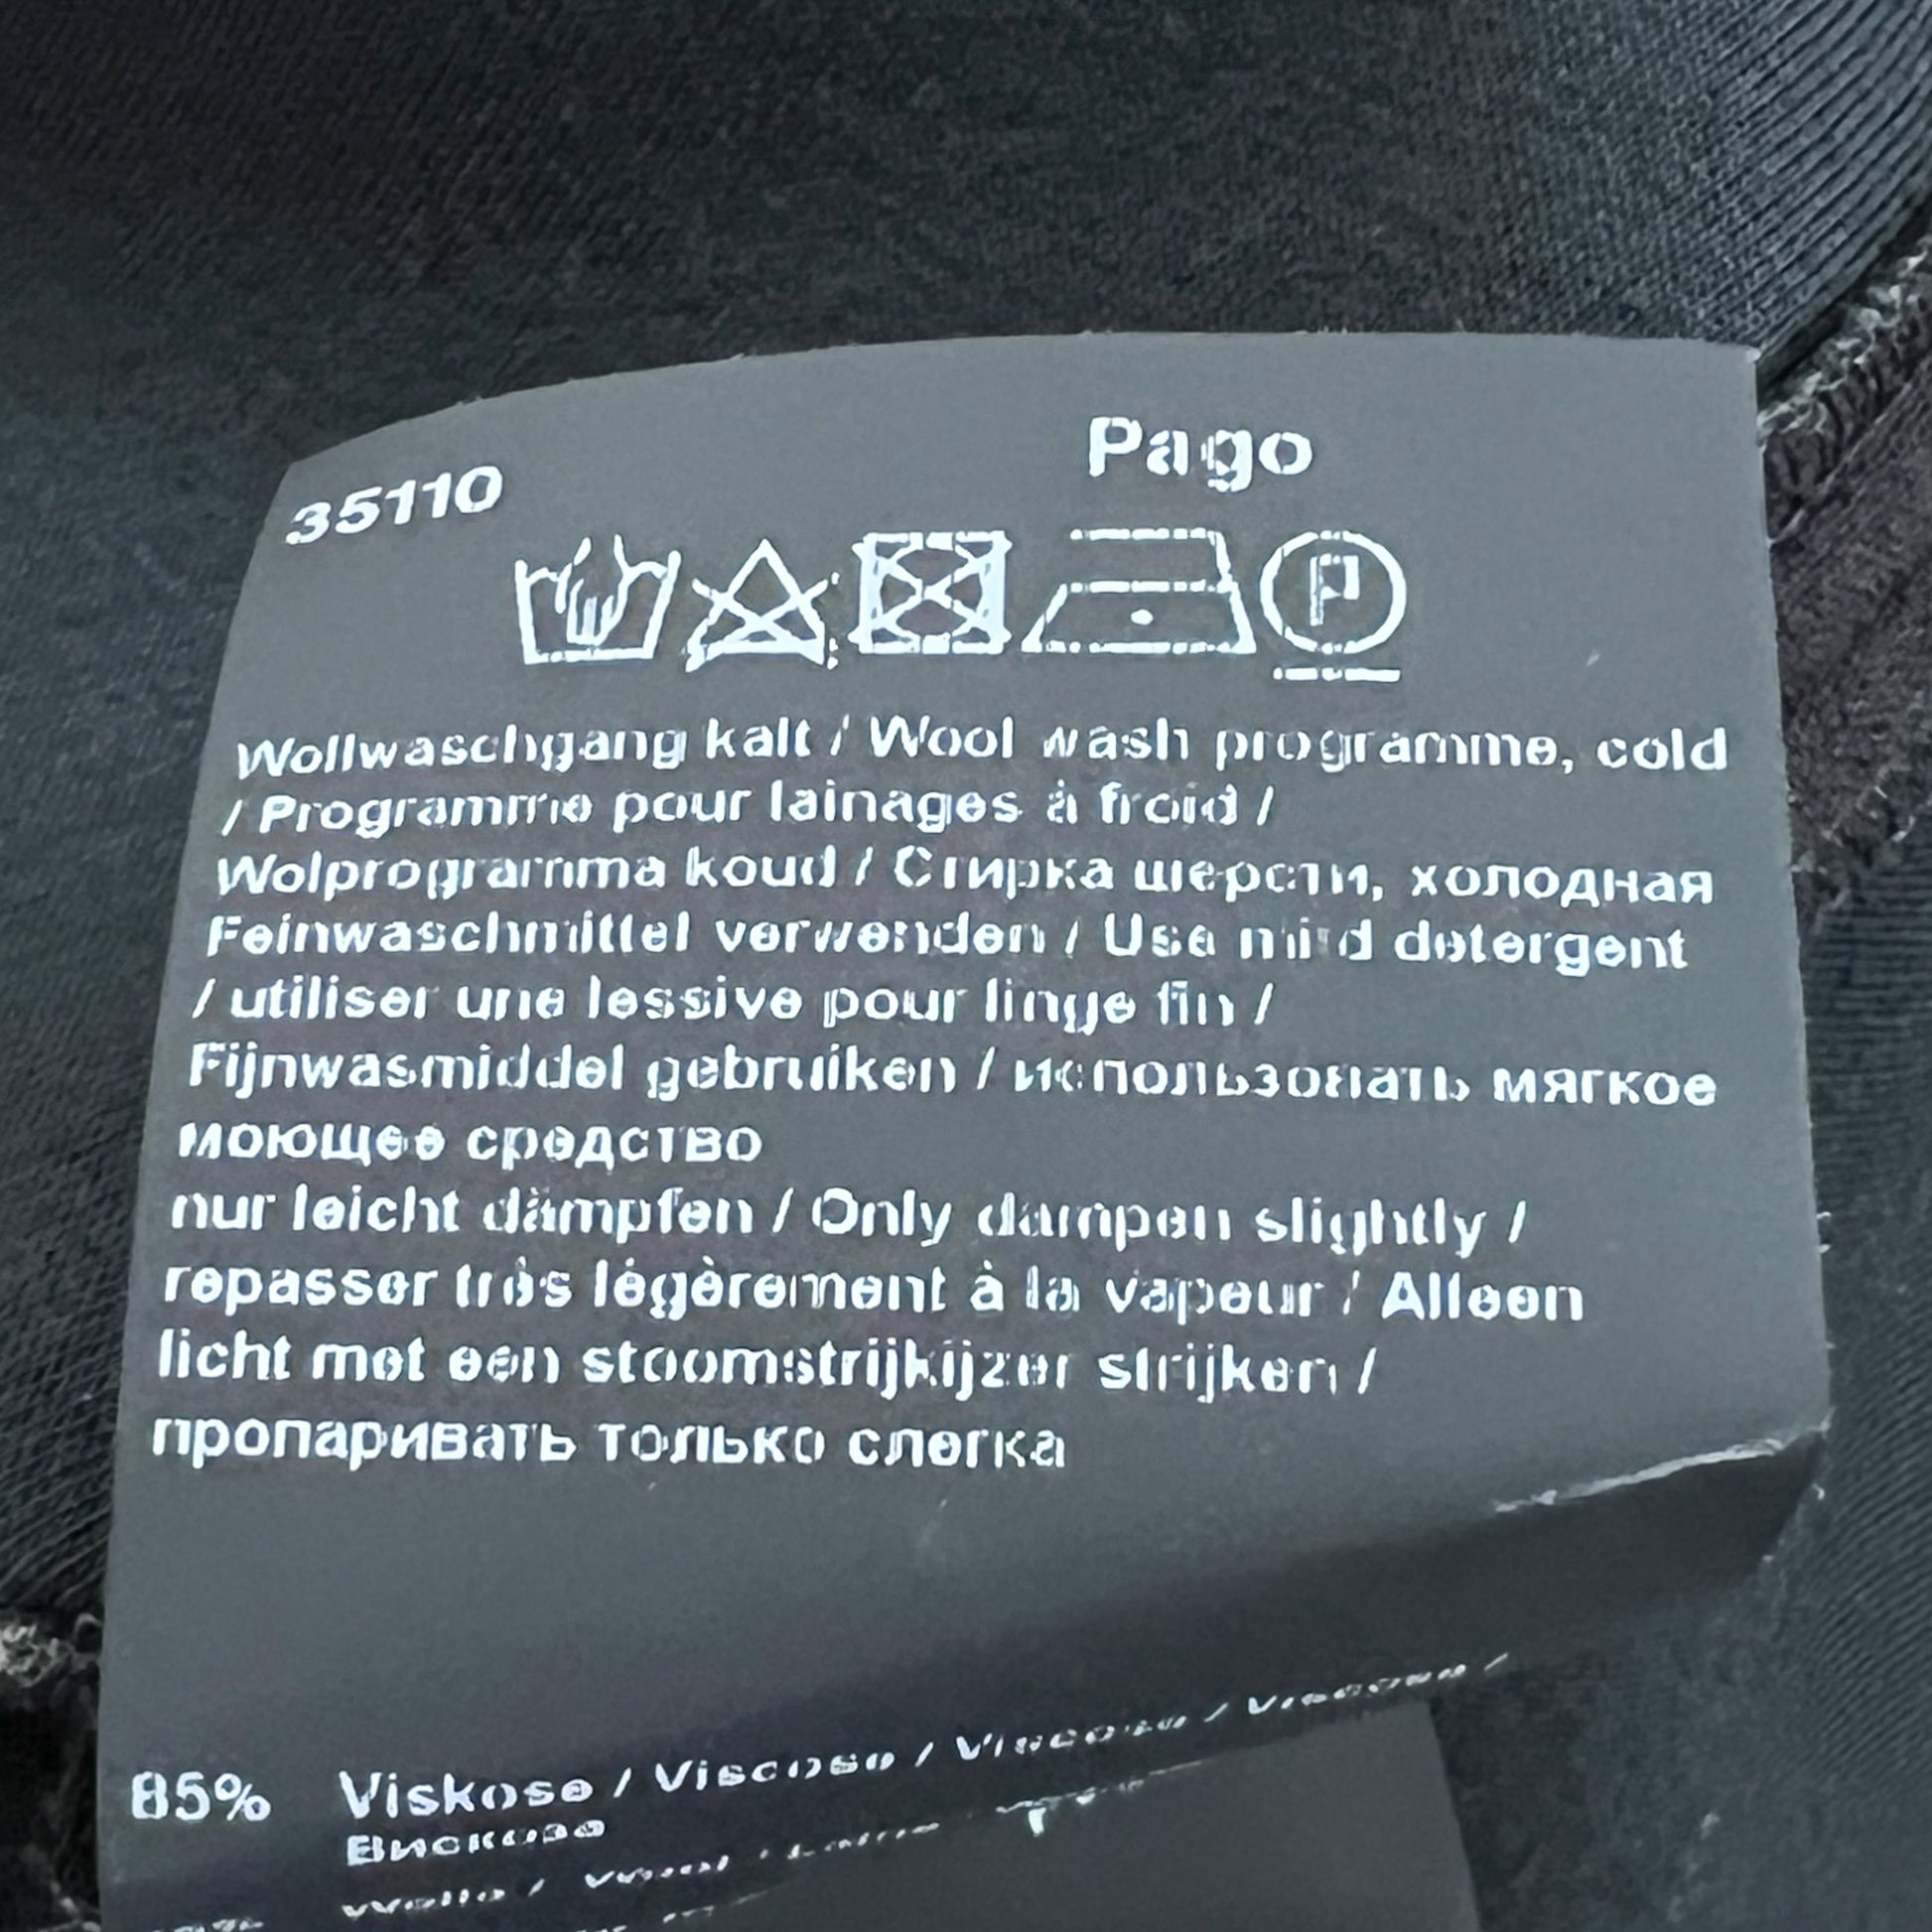 Pago
35110
P
Wollwaschgang kalt / Wool wash programme, cold
/ Programme pour lainages à froid /
Wolprogramma koud / Стирка шерсти, холодная
Feinwaschmittel verwenden / Use mild detergent
/ utiliser une lessive pour linge fin /
Fijnwasmiddel gebruiken / использовать мягкое
моющее средство
nur leicht dämpfen / Only dampen slightly /
repasser très légèrement à la vapeur / Alleen
licht met een stoomstrijkijzer strijken /
пропаривать только слегка
85% Viskose / Viscose / Viscose / Viscose /
Вискоза
Wolle / Wool / Laine